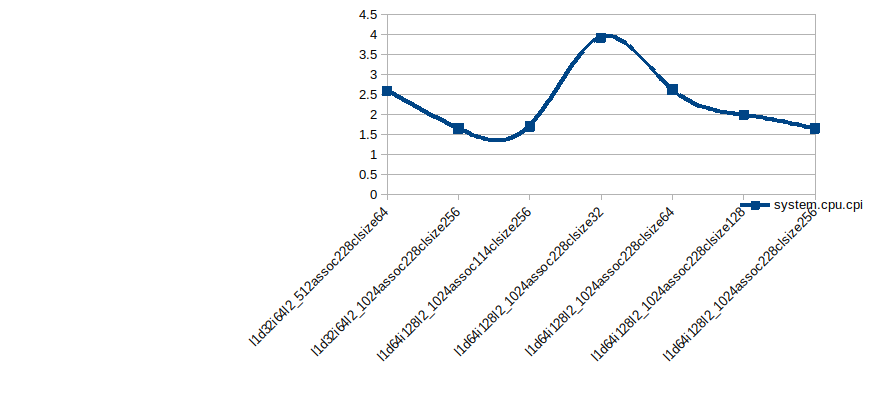 4.5
4
3.5
3
2.5
2
1.5
1
0.5
0
system.cpu.cpi
l1d32i64l2_512assoc228clsize64
l1d32i64l2_1024assoc228clsize256
l1d64i128l2_1024assoc114clsize256
l1d64i128l2_1024assoc228clsize32
l1d64i128l2_1024assoc228clsize64
l1d64i128l2_1024assoc228clsize128
l1d64i128l2_1024assoc228clsize256